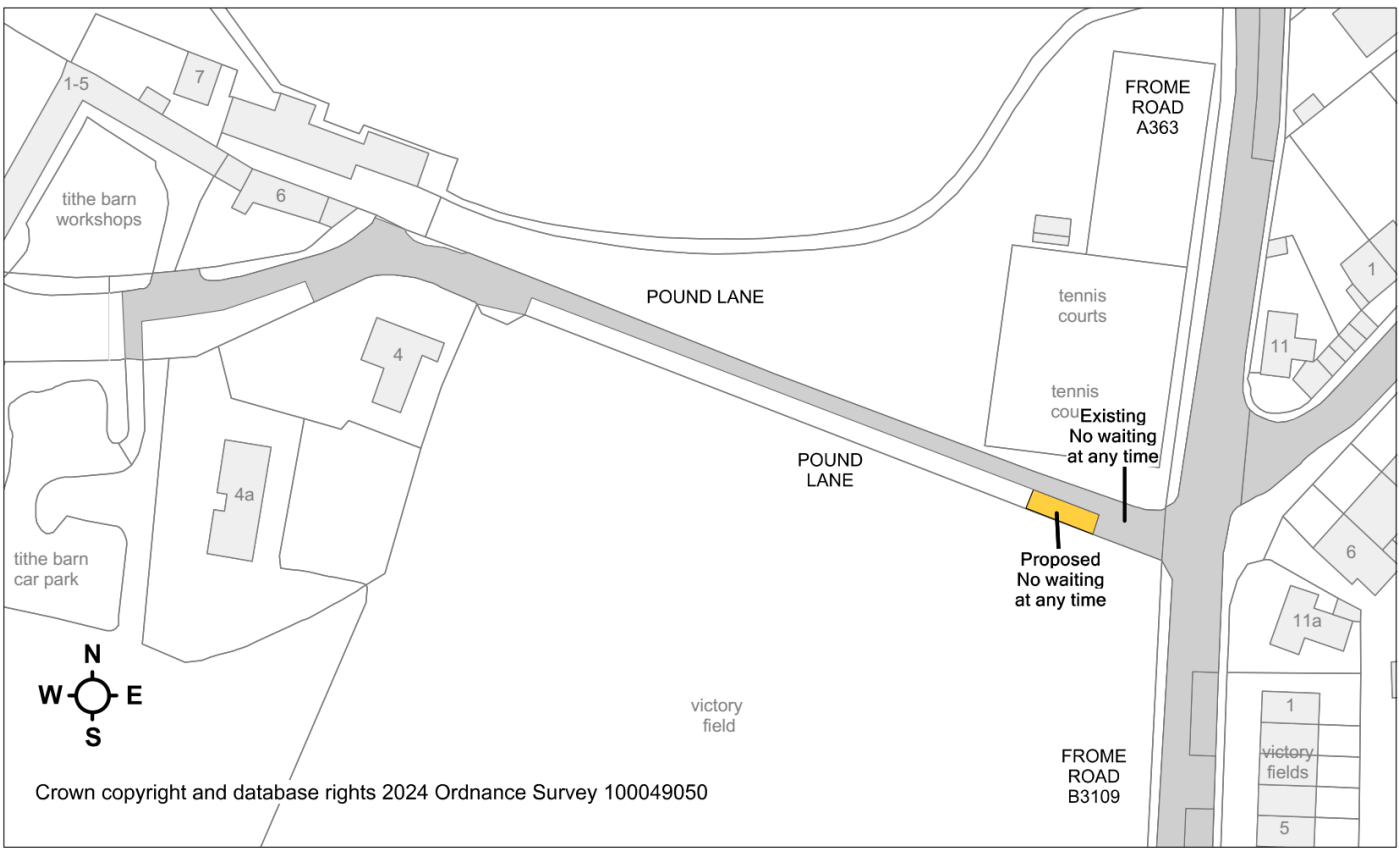 1-5
7
FROME
ROAD
A363
tithe barn
workshops
6
1
POUND LANE
tennis
courts
11
4
tennis
cou
Existing
No waiting
at any time
POUND
LANE
4a
tithe barn
car park
6
Proposed
No waiting
at any time
11a
N
W E
S
victory
field
1
victory
fields
5
FROME
ROAD
B3109
Crown copyright and database rights 2024 Ordnance Survey 100049050